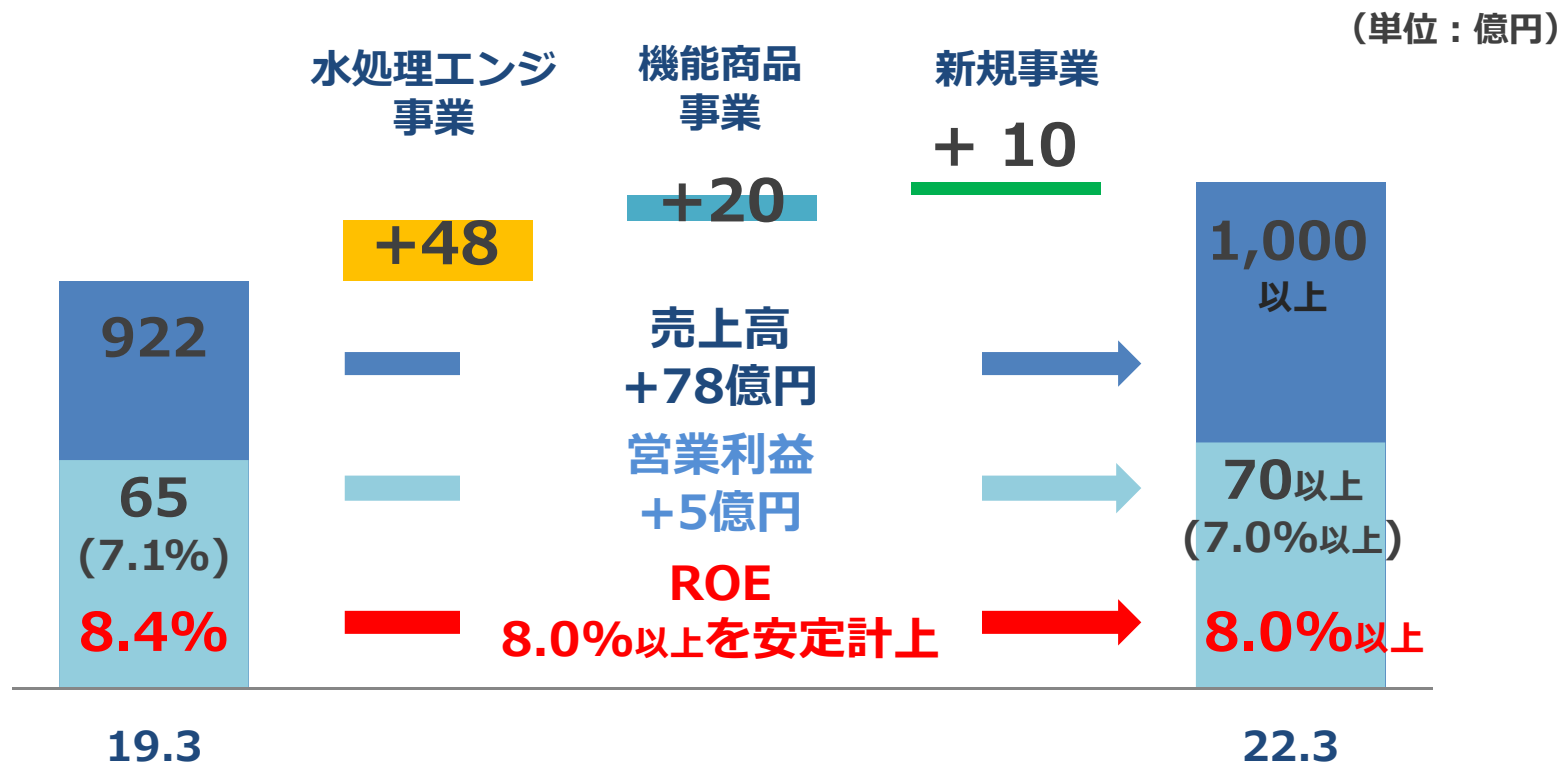 （単位：億円）
水処理エンジ
事業
機能商品
事業
新規事業
+48
+20
+ 10
922
65
(7.1%)
8.4%
売上高
+78億円
営業利益
+5億円
ROE
8.0%以上を安定計上
1,000
以上
70以上
(7.0%以上)
8.0%以上
19.3
22.3